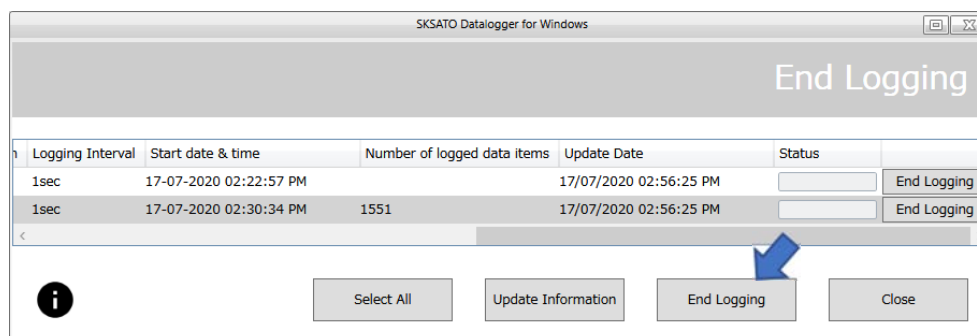 SKSATO Datalogger for Windows
End Logging
Logging Interval Start date & time Number of logged data items Update Date Status
1sec 17-07-2020 02:22:57 PM 17/07/2020 02:56:25 PM End Logging
1sec 17-07-2020 02:30:34 PM 1551 17/07/2020 02:56:25 PM End Logging
Select All Update Information End Logging Close